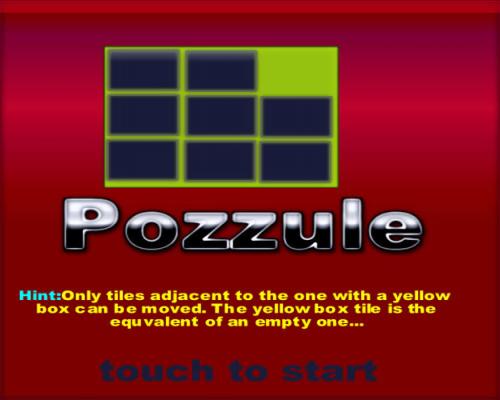 Pozzule
Hint:Only tiles adjacent to the one with a yellow
box can be moved. The yellow box tile is the
equvalent of an empty one...
touch to start